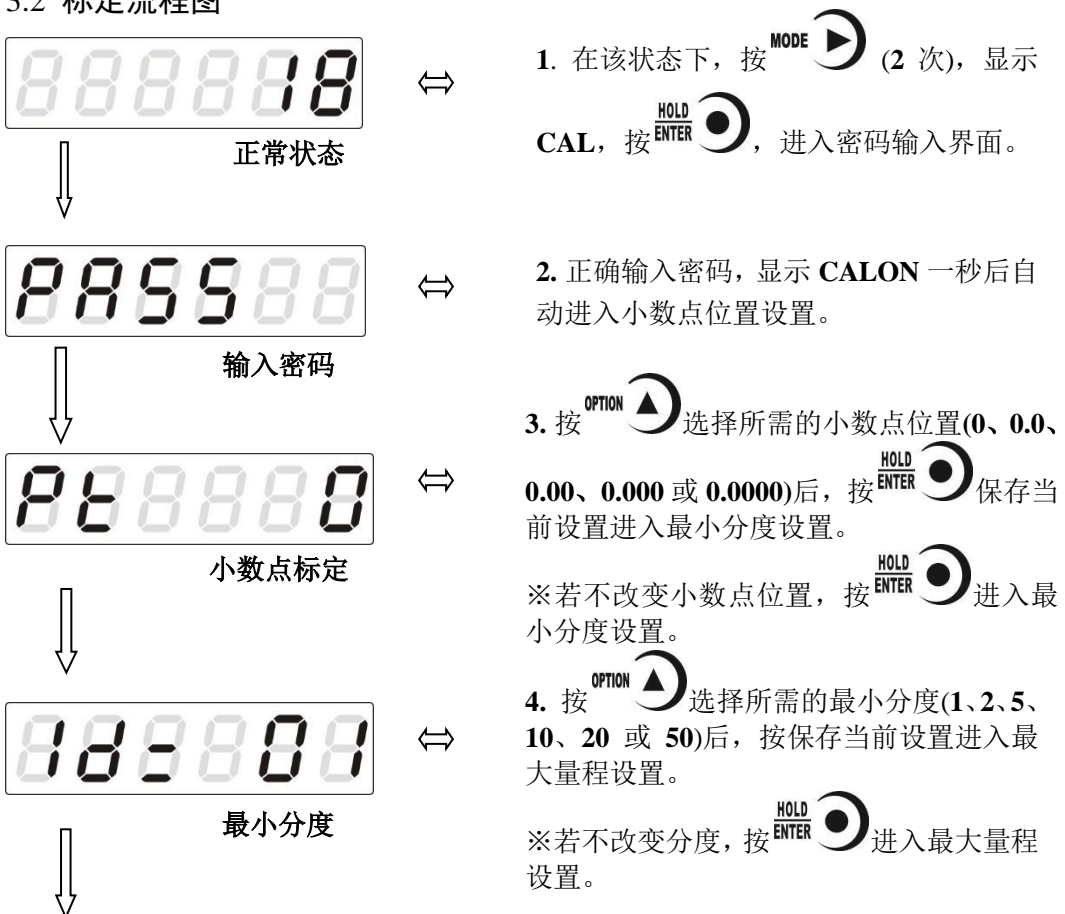 3.2 标定流程图
18
正常状态
1. 在该状态下，按 MODE (2 次)，显示
CAL，按 HOLD ENTER ，进入密码输入界面。
PASS
输入密码
2. 正确输入密码，显示 CALON 一秒后自
动进入小数点位置设置。
Pt 0
小数点标定
3. 按 OPTION 选择所需的小数点位置(0、0.0、
0.00、0.000 或 0.0000)后，按 HOLD ENTER 保存当
前设置进入最小分度设置。
※若不改变小数点位置，按 HOLD ENTER 进入最
小分度设置。
1d= 01
最小分度
4. 按 OPTION 选择所需的最小分度(1、2、5、
10、20 或 50)后，按保存当前设置进入最
大量程设置。
※若不改变分度，按 HOLD ENTER 进入最大量程
设置。